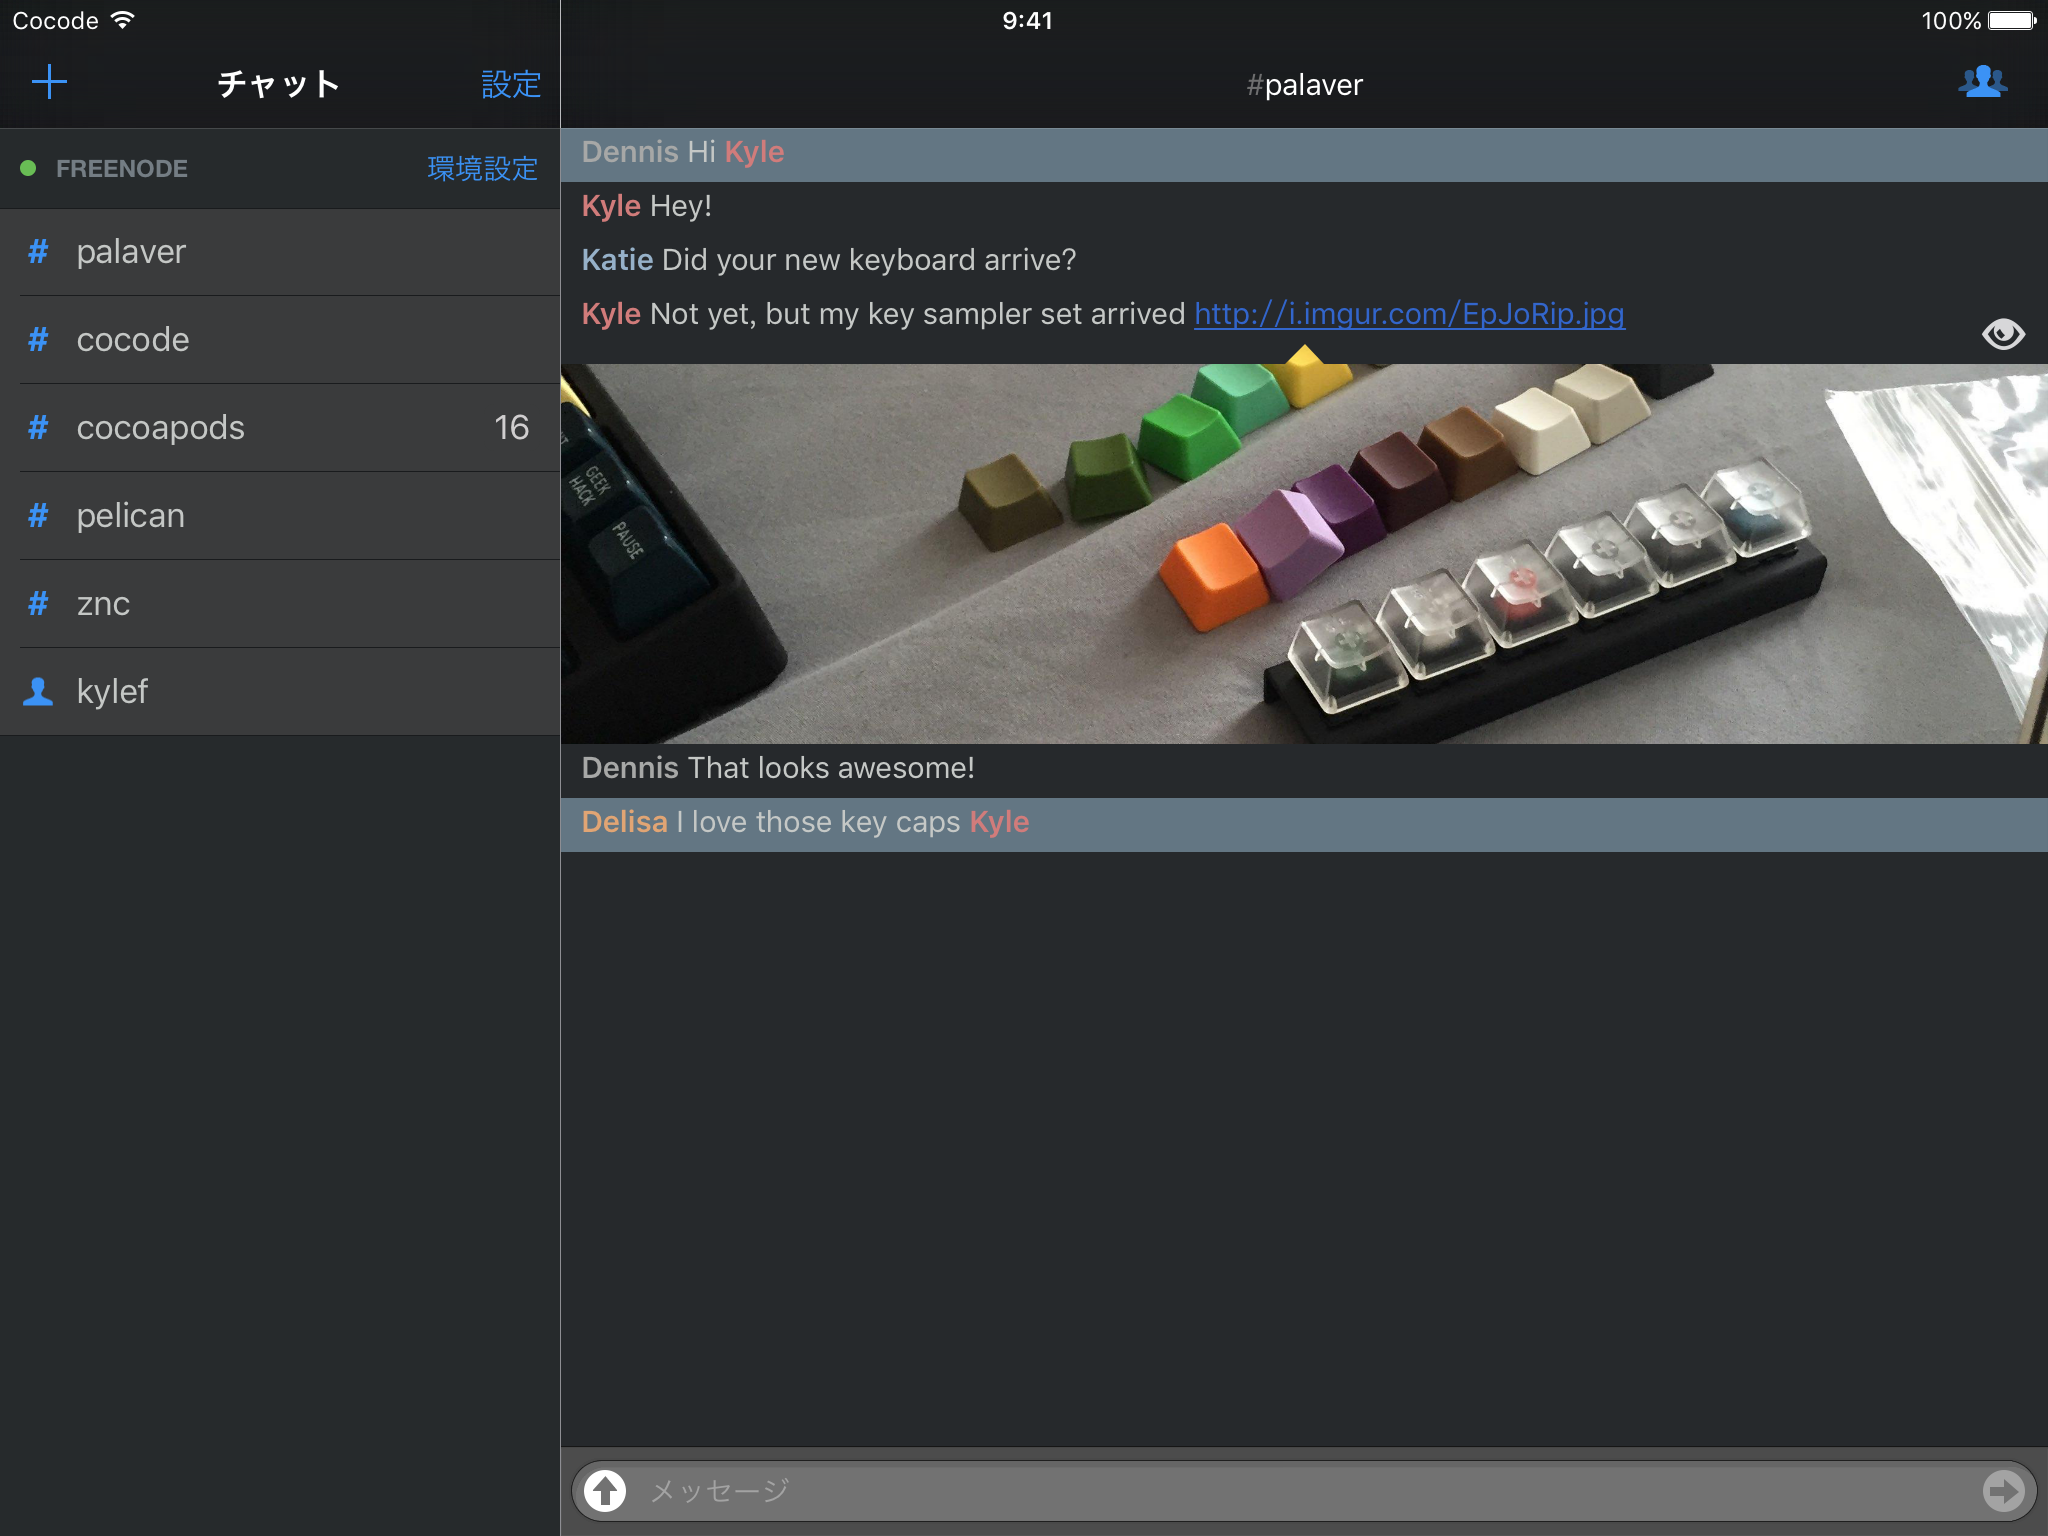 Cocode
9:41
100%
チャット
設定
#palaver
FREENODE
環境設定
# palaver
# cocode
# cocoapods 16
# pelican
# znc
kylef
Dennis Hi Kyle
Kyle Hey!
Katie Did your new keyboard arrive?
Kyle Not yet, but my key sampler set arrived http://i.imgur.com/EpJoRip.jpg
GEEK
HACK
PAUSE
Dennis That looks awesome!
Delisa I love those key caps Kyle
メッセージ